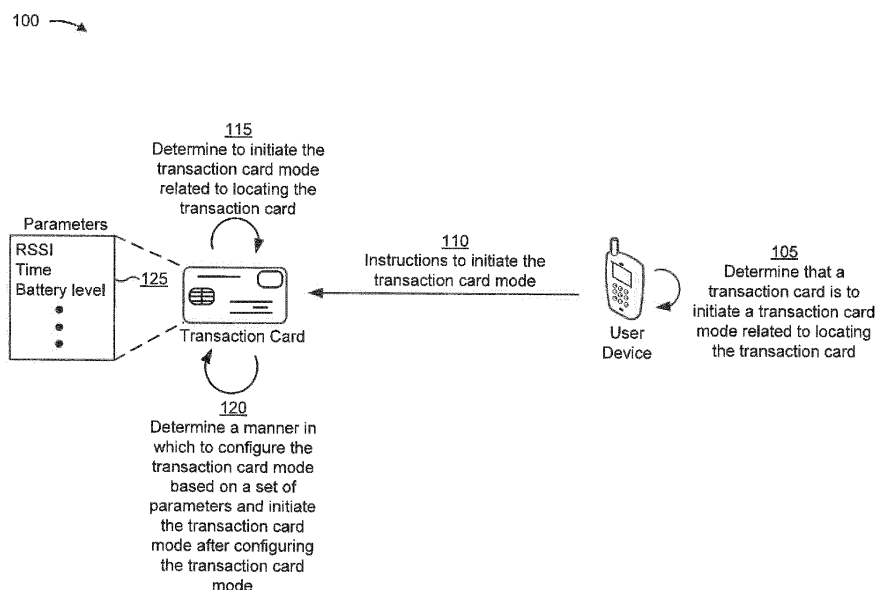 100
115
Determine to initiate the
transaction card mode
related to locating the
transaction card
Parameters
RSSI
Time
Battery level
125
Transaction Card
110
Instructions to initiate the
transaction card mode
105
Determine that a
transaction card is to
initiate a transaction card
mode related to locating
the transaction card
User
Device
120
Determine a manner in
which to configure the
transaction card mode
based on a set of
parameters and initiate
the transaction card
mode after configuring
the transaction card
mode